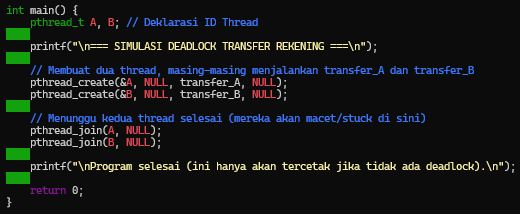 int main() {
    pthread_t A, B; // Deklarasi ID Thread

    printf("\n=== SIMULASI DEADLOCK TRANSFER REKENING ===\n");

    // Membuat dua thread, masing-masing menjalankan transfer_A dan transfer_B
    pthread_create(&A, NULL, transfer_A, NULL);
    pthread_create(&B, NULL, transfer_B, NULL);

    // Menunggu kedua thread selesai (mereka akan macet/stuck di sini)
    pthread_join(A, NULL);
    pthread_join(B, NULL);

    printf("\nProgram selesai (ini hanya akan tercetak jika tidak ada deadlock).\n");

    return 0;
}